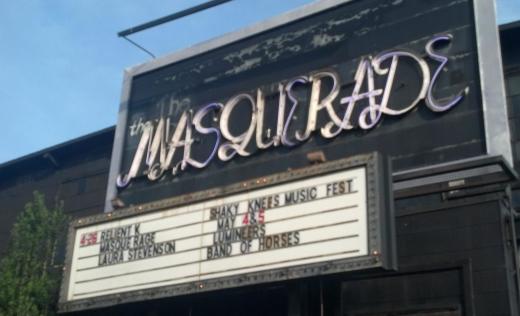 the
MASQUERADE
4-26 RELIENT K
MASQUE RAGE
LAURA STEVENSON
SHAKY KNEES MUSIC FEST
MAY 4&5
LUMINEERS
BAND OF HORSES